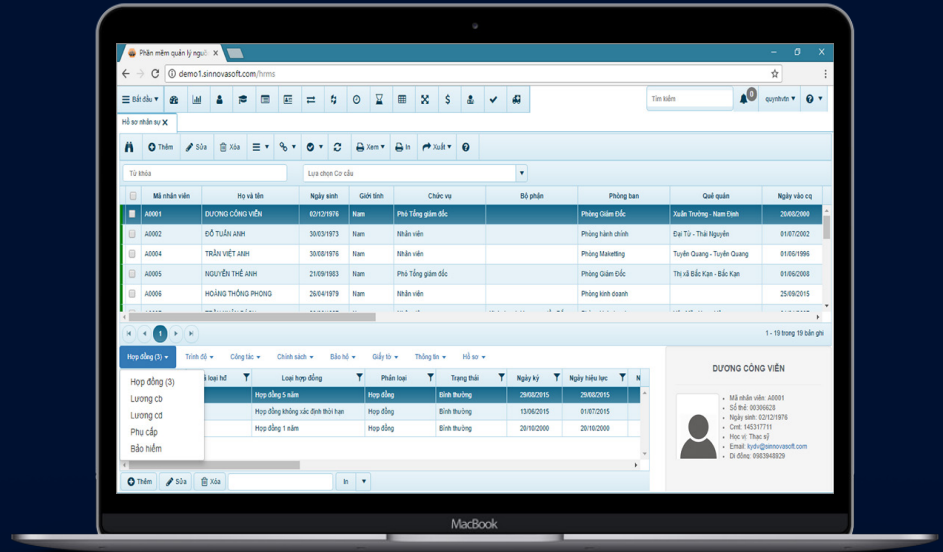 Phần mềm quản lý nguồ
demo1.sinnovasoft.com/hrms
Bắt đầu
Tìm kiếm
0
quynhvtn
Hồ sơ nhân sự X
Thêm Sửa Xóa Xem In Xuất
Từ khóa
Lựa chọn Cơ cấu
Mã nhân viên Họ và tên Ngày sinh Giới tính Chức vụ Bộ phận Phòng ban Quê quán Ngày vào cq
A0001 DƯƠNG CÔNG VIỄN 02/12/1976 Nam Phó Tổng giám đốc Phòng Giám Đốc Xuân Trường - Nam Định 20/08/2000
A0002 ĐỖ TUẤN ANH 30/03/1973 Nam Nhân viên Phòng hành chính Đại Từ - Thái Nguyên 01/07/2002
A0004 TRẦN VIỆT ANH 30/08/1976 Nam Nhân viên Phòng Maketting Tuyên Quang - Tuyên Quang 01/06/1996
A0005 NGUYỄN THẾ ANH 21/09/1983 Nam Phó Tổng giám đốc Phòng Giám Đốc Thị xã Bắc Kạn - Bắc Kạn 01/06/2008
A0006 HOÀNG THỐNG PHONG 26/04/1979 Nam Nhân viên Phòng kinh doanh 25/09/2015
1
1 - 19 trong 19 bản ghi
Hợp đồng (3) Trình độ Công tác Chính sách Bảo hộ Giấy tờ Thông tin Hồ sơ
loại hđ Loại hợp đồng Phân loại Trạng thái Ngày ký Ngày hiệu lực N
Hợp đồng 5 năm Hợp đồng Bình thường 29/08/2015 29/08/2015
Hợp đồng không xác định thời hạn Hợp đồng Bình thường 13/06/2015 01/07/2015
Hợp đồng 1 năm Hợp đồng Bình thường 20/10/2000 20/10/2000
Hợp đồng (3)
Lương cb
Lương cd
Phụ cấp
Bảo hiểm
Thêm Sửa Xóa In
DƯƠNG CÔNG VIỄN
Mã nhân viên: A0001
Số thẻ: 00306628
Ngày sinh: 02/12/1976
Cmt: 145317711
Học vị: Thạc sỹ
Email: kydv@sinnovasoft.com
Di động: 0983948929
MacBook